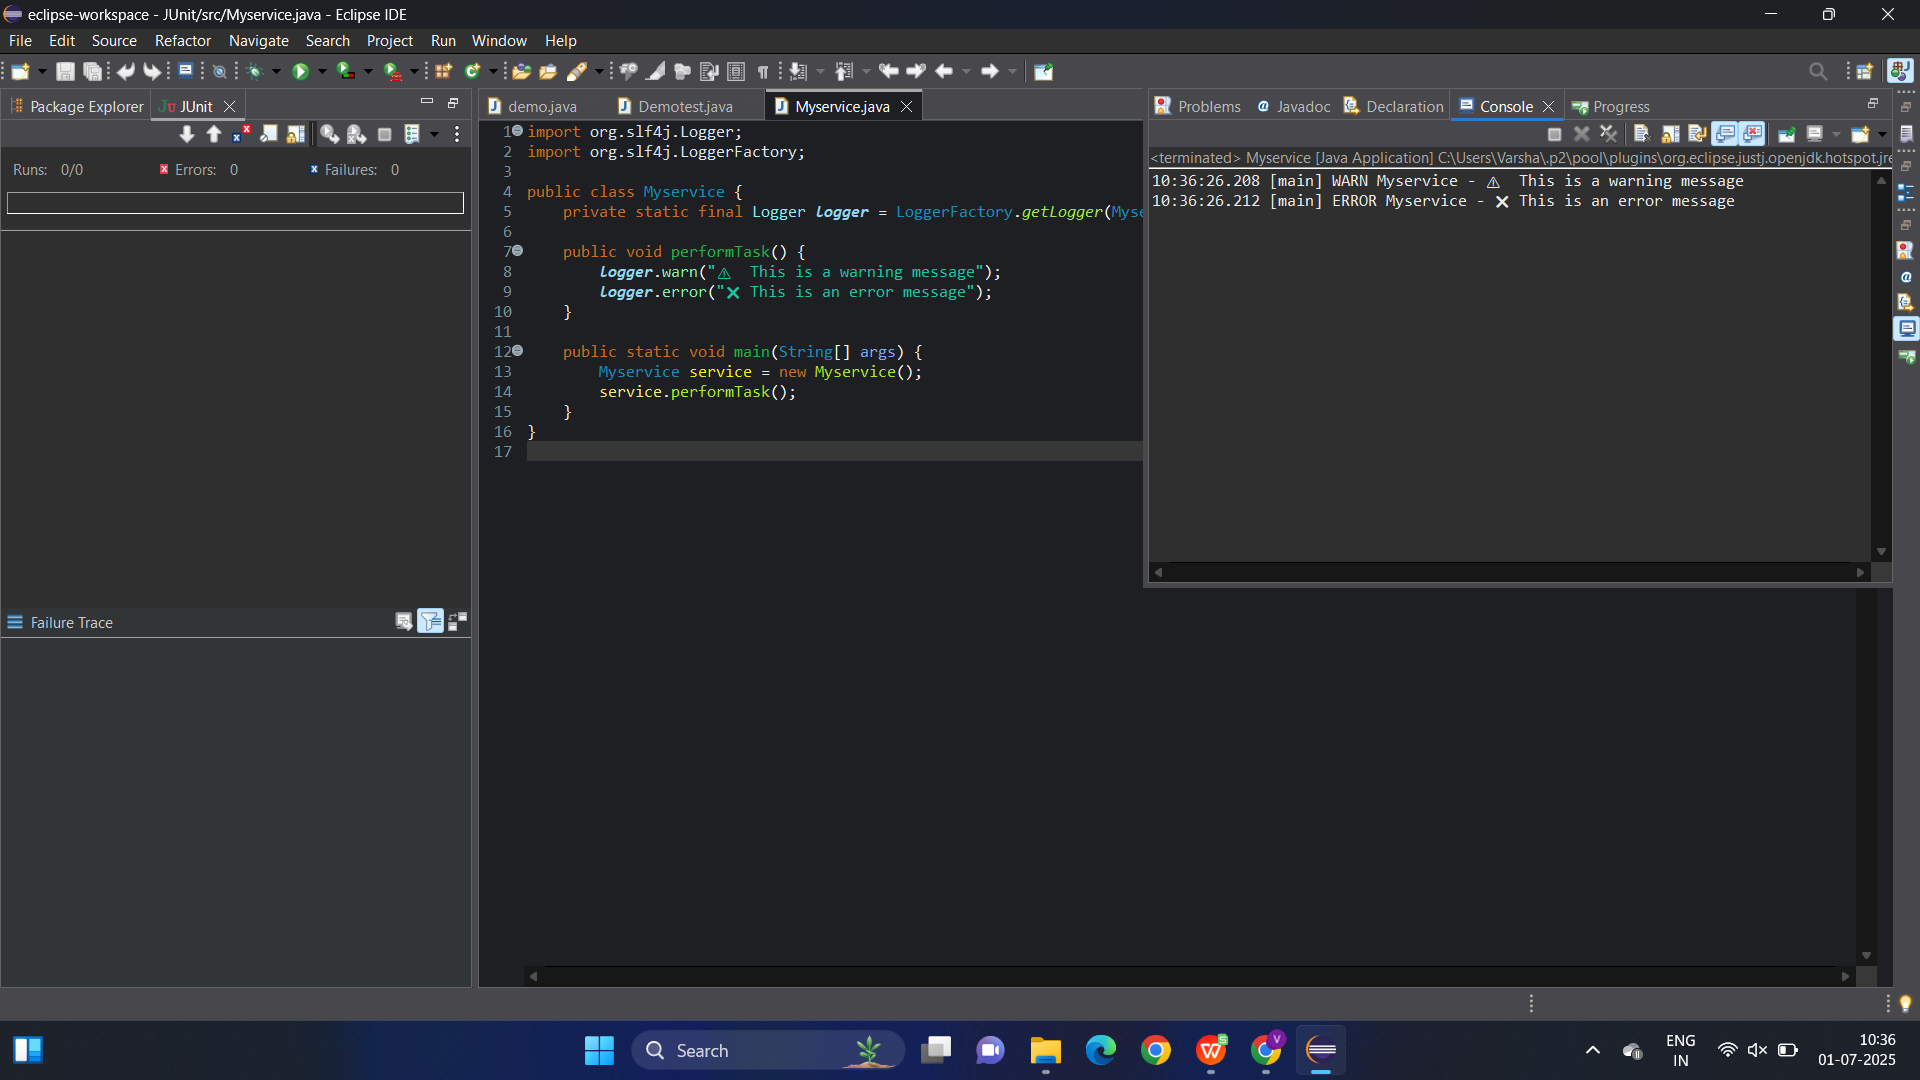 eclipse-workspace - JUnit/src/Myservice.java - Eclipse IDE
File Edit Source Refactor Navigate Search Project Run Window Help
Package Explorer JUnit
Runs: 0/0 Errors: 0 Failures: 0
Failure Trace
demo.java Demotest.java Myservice.java
1 import org.slf4j.Logger;
2 import org.slf4j.LoggerFactory;
3
4 public class Myservice {
5 private static final Logger logger = LoggerFactory.getLogger(Myse
6
7 public void performTask() {
8 logger.warn("⚠ This is a warning message");
9 logger.error("❌ This is an error message");
10 }
11
12 public static void main(String[] args) {
13 Myservice service = new Myservice();
14 service.performTask();
15 }
16 }
17
Problems @ Javadoc Declaration Console Progress
<terminated> Myservice [Java Application] C:\Users\Varsha\.p2\pool\plugins\org.eclipse.justj.openjdk.hotspot.jre
10:36:26.208 [main] WARN Myservice - ⚠ This is a warning message
10:36:26.212 [main] ERROR Myservice - ❌ This is an error message
Search
ENG
IN
10:36
01-07-2025